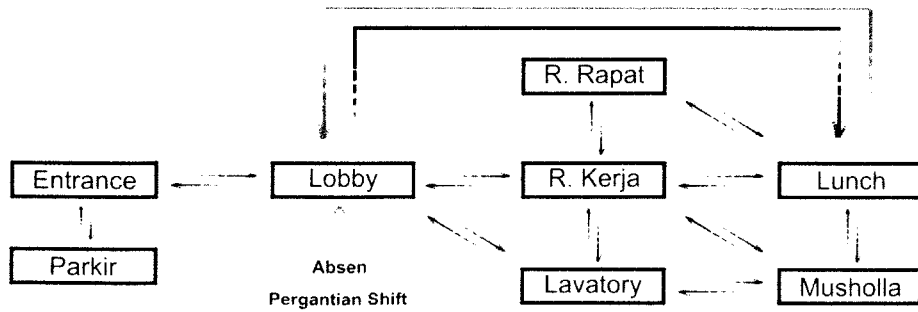 R. Rapat
Entrance
Lobby
R. Kerja
Lunch
Parkir
Absen
Pergantian Shift
Lavatory
Musholla